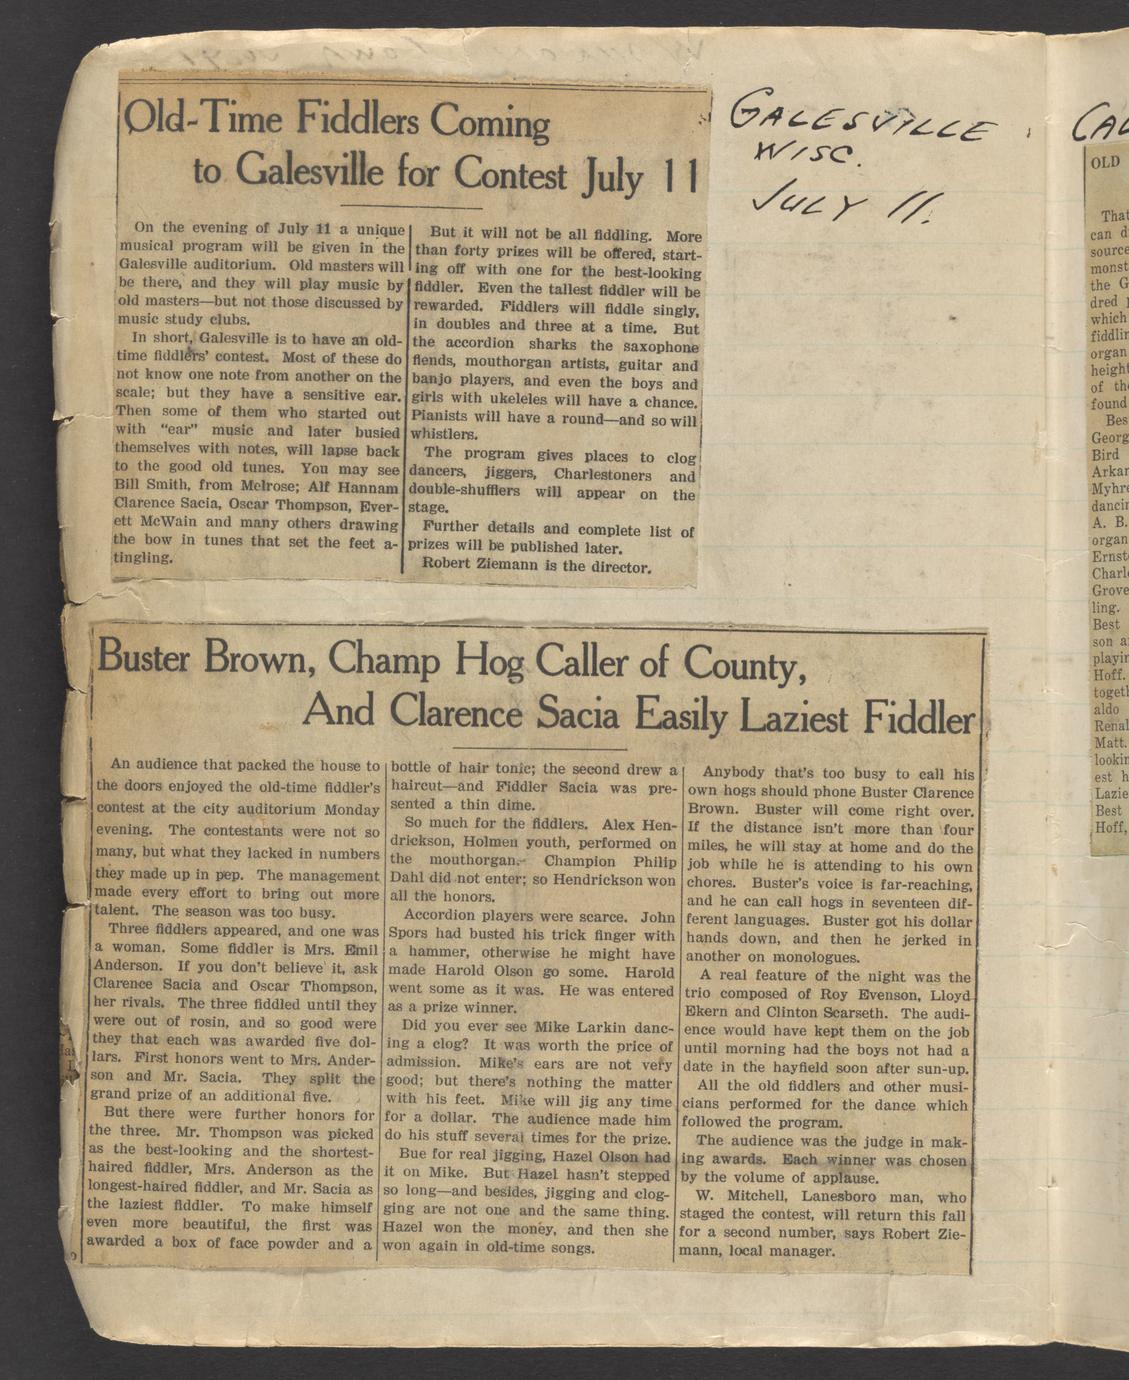 Old-Time Fiddlers Coming
to Galesville for Contest July 11
On the evening of July 11 a unique
musical program will be given in the
Galesville auditorium. Old masters will
be there, and they will play music by
old masters—but not those discussed by
music study clubs.
In short, Galesville is to have an old-
time fiddlers' contest. Most of these do
not know one note from another on the
scale; but they have a sensitive ear.
Then some of them who started out
with "ear" music and later busied
themselves with notes, will lapse back
to the good old tunes. You may see
Bill Smith, from Melrose; Alf Hannam
Clarence Sacia, Oscar Thompson, Ever-
ett McWain and many others drawing
the bow in tunes that set the feet a-
tingling.
But it will not be all fiddling. More
than forty prizes will be offered, start-
ing off with one for the best-looking
fiddler. Even the tallest fiddler will be
rewarded. Fiddlers will fiddle singly,
in doubles and three at a time. But
the accordion sharks the saxophone
fiends, mouthorgan artists, guitar and
banjo players, and even the boys and
girls with ukeleles will have a chance.
Pianists will have a round—and so will
whistlers.
The program gives places to clog
dancers, jiggers, Charlestoners and
double-shufflers will appear on the
stage.
Further details and complete list of
prizes will be published later.
Robert Ziemann is the director.
GALESVILLE
WISC.
JULY 11.
Buster Brown, Champ Hog Caller of County,
And Clarence Sacia Easily Laziest Fiddler
An audience that packed the house to
the doors enjoyed the old-time fiddler's
contest at the city auditorium Monday
evening. The contestants were not so
many, but what they lacked in numbers
they made up in pep. The management
made every effort to bring out more
talent. The season was too busy.
Three fiddlers appeared, and one was
a woman. Some fiddler is Mrs. Emil
Anderson. If you don't believe it, ask
Clarence Sacia and Oscar Thompson,
her rivals. The three fiddled until they
were out of rosin, and so good were
they that each was awarded five dol-
lars. First honors went to Mrs. Ander-
son and Mr. Sacia. They split the
grand prize of an additional five.
But there were further honors for
the three. Mr. Thompson was picked
as the best-looking and the shortest-
haired fiddler, Mrs. Anderson as the
longest-haired fiddler, and Mr. Sacia as
the laziest fiddler. To make himself
even more beautiful, the first was
awarded a box of face powder and a
bottle of hair tonic; the second drew a
haircut—and Fiddler Sacia was pre-
sented a thin dime.
So much for the fiddlers. Alex Hen-
drickson, Holmen youth, performed on
the mouthorgan. Champion Philip
Dahl did not enter; so Hendrickson won
all the honors.
Accordion players were scarce. John
Spors had busted his trick finger with
a hammer, otherwise he might have
made Harold Olson go some. Harold
went some as it was. He was entered
as a prize winner.
Did you ever see Mike Larkin danc-
ing a clog? It was worth the price of
admission. Mike's ears are not very
good; but there's nothing the matter
with his feet. Mike will jig any time
for a dollar. The audience made him
do his stuff several times for the prize.
Bue for real jigging, Hazel Olson had
it on Mike. But Hazel hasn't stepped
so long—and besides, jigging and clog-
ging are not one and the same thing.
Hazel won the money, and then she
won again in old-time songs.
Anybody that's too busy to call his
own hogs should phone Buster Clarence
Brown. Buster will come right over.
If the distance isn't more than four
miles, he will stay at home and do the
job while he is attending to his own
chores. Buster's voice is far-reaching,
and he can call hogs in seventeen dif-
ferent languages. Buster got his dollar
hands down, and then he jerked in
another on monologues.
A real feature of the night was the
trio composed of Roy Evenson, Lloyd
Ekern and Clinton Scarseth. The audi-
ence would have kept them on the job
until morning had the boys not had a
date in the hayfield soon after sun-up.
All the old fiddlers and other musi-
cians performed for the dance which
followed the program.
The audience was the judge in mak-
ing awards. Each winner was chosen
by the volume of applause.
W. Mitchell, Lanesboro man, who
staged the contest, will return this fall
for a second number, says Robert Zie-
mann, local manager.
OLD
That
can d
source
monst
the G
dred
which
fiddlin
organ
height
of the
found
Bes
Georg
Bird
Arkan
Myhre
dancin
A. B.
organ
Ernst
Charl
Grove
ling.
Best
son a
playin
Hoff.
togeth
aldo
Renal
Matt.
lookin
est h
Lazie
Best
Hoff,